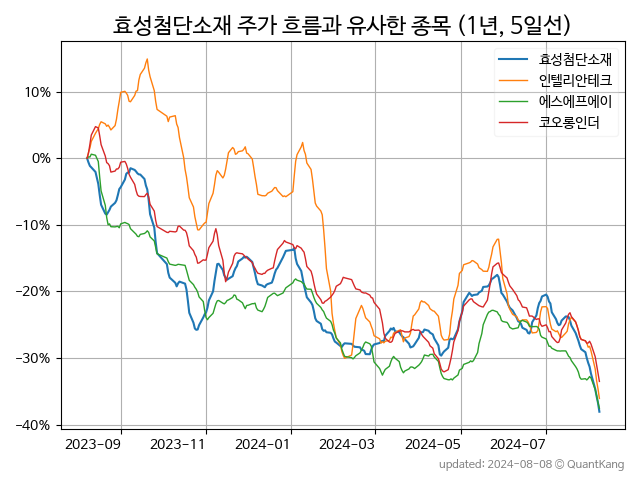 효성첨단소재 주가 흐름과 유사한 종목 (1년, 5일선)
효성첨단소재
인텔리안테크
에스에프에이
코오롱인더
10%
0%
−10%
−20%
−30%
−40%
2023-09
2023-11
2024-01
2024-03
2024-05
2024-07
updated: 2024-08-08 © QuantKang